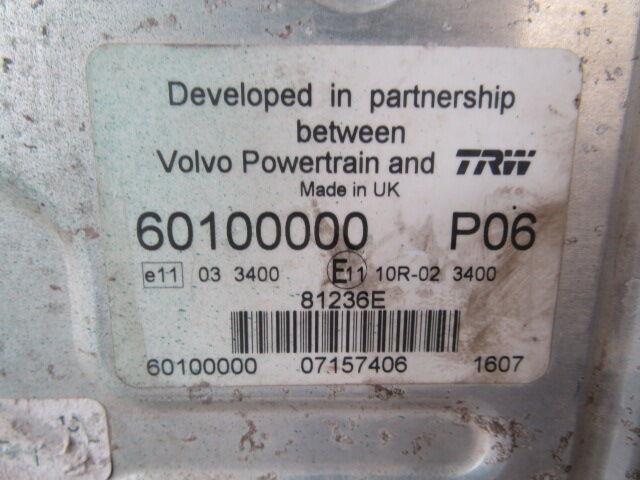 Developed in partnership
between
Volvo Powertrain and TRW
Made in UK
60100000 P06
e11 03 3400 E11 10R-02 3400
81236E
60100000 07157406 1607